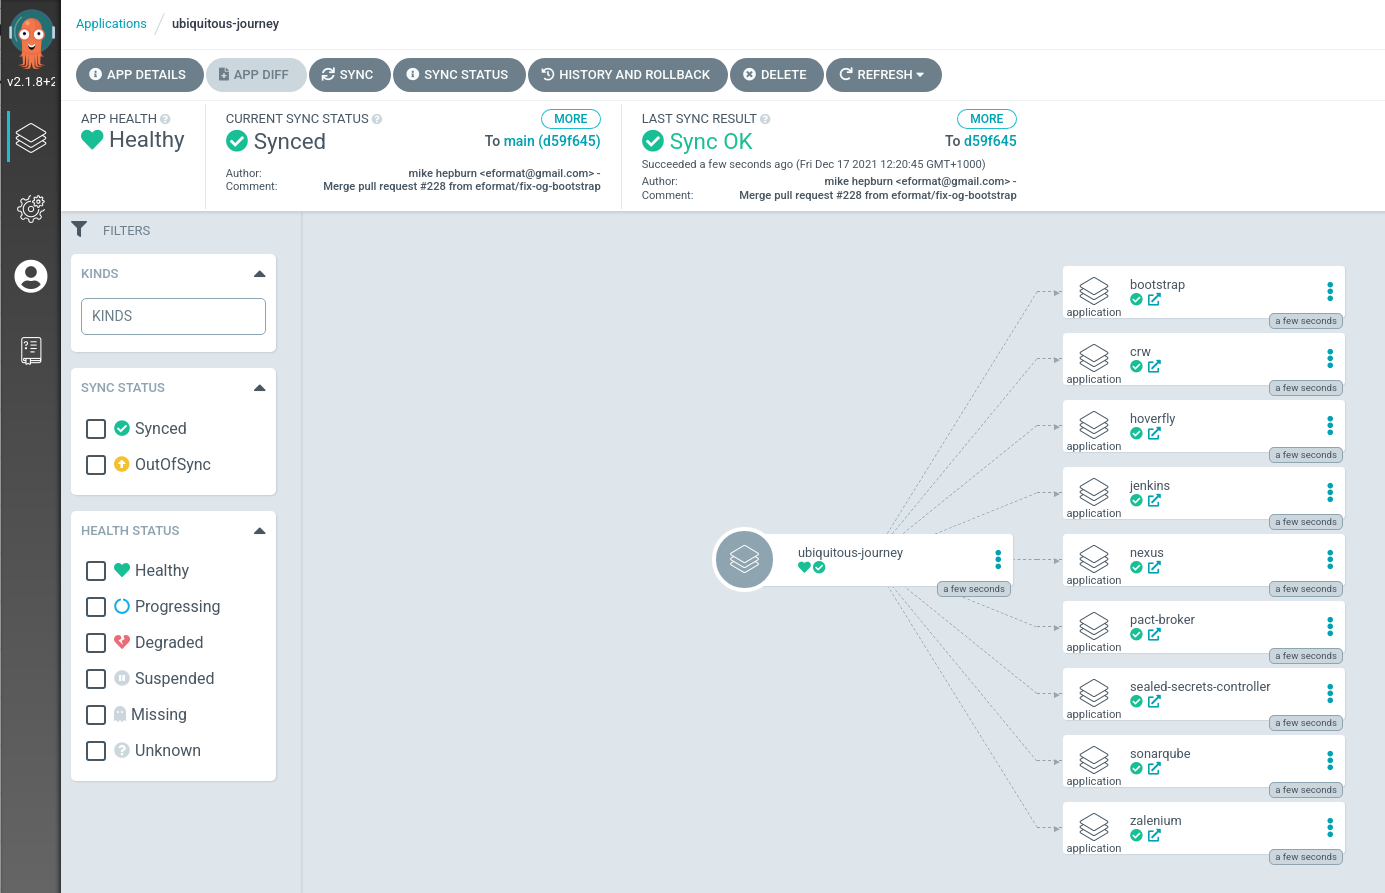 v2.1.8+2
Applications / ubiquitous-journey
APP DETAILS APP DIFF SYNC SYNC STATUS HISTORY AND ROLLBACK DELETE REFRESH
APP HEALTH
Healthy
CURRENT SYNC STATUS MORE
Synced To main (d59f645)
Author: mike hepburn <eformat@gmail.com> -
Comment: Merge pull request #228 from eformat/fix-og-bootstrap
LAST SYNC RESULT MORE
Sync OK To d59f645
Succeeded a few seconds ago (Fri Dec 17 2021 12:20:45 GMT+1000)
Author: mike hepburn <eformat@gmail.com> -
Comment: Merge pull request #228 from eformat/fix-og-bootstrap
FILTERS
KINDS
KINDS
SYNC STATUS
Synced
OutOfSync
HEALTH STATUS
Healthy
Progressing
Degraded
Suspended
Missing
Unknown
ubiquitous-journey
a few seconds
bootstrap
application
a few seconds
crw
application
a few seconds
hoverfly
application
a few seconds
jenkins
application
a few seconds
nexus
application
a few seconds
pact-broker
application
a few seconds
sealed-secrets-controller
application
a few seconds
sonarqube
application
a few seconds
zalenium
application
a few seconds